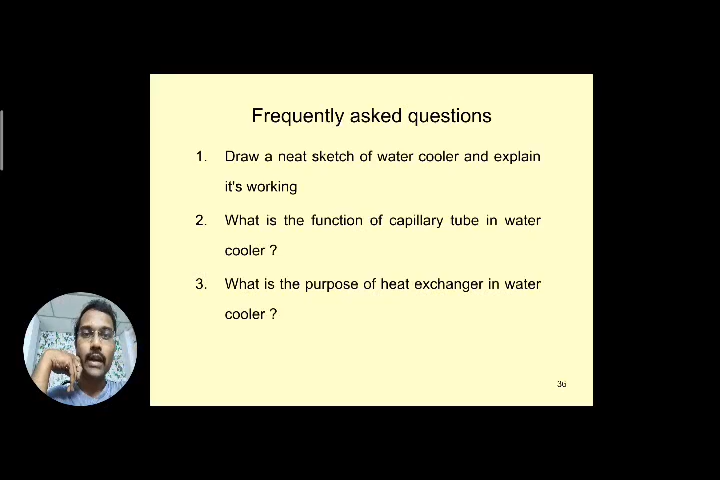 Frequently asked questions
1. Draw a neat sketch of water cooler and explain
it's working
2. What is the function of capillary tube in water
cooler ?
3. What is the purpose of heat exchanger in water
cooler ?
36